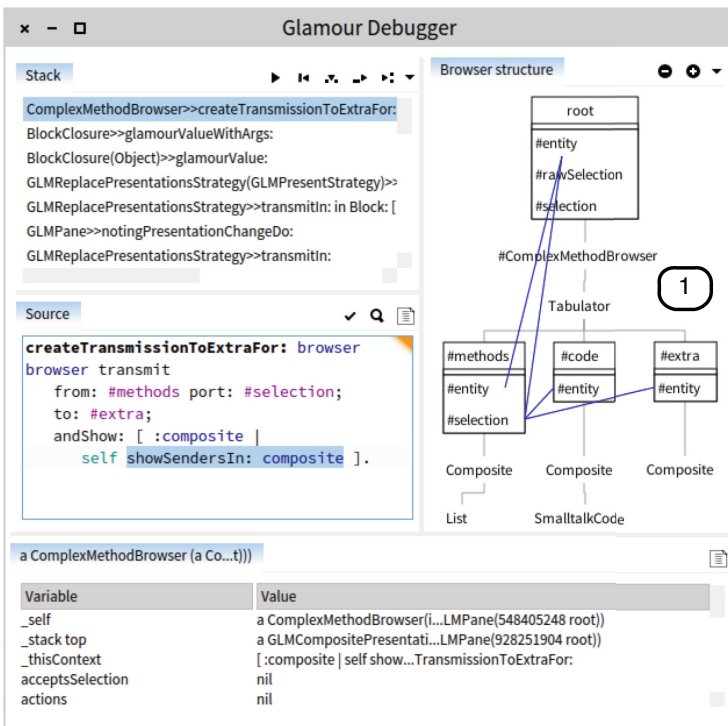 Glamour Debugger
Stack
ComplexMethodBrowser>>createTransmissionToExtraFor:
BlockClosure>>glamourValueWithArgs:
BlockClosure(Object)>>glamourValue:
GLMReplacePresentationsStrategy(GLMPresentStrategy)>>
GLMReplacePresentationsStrategy>>transmitIn: in Block: [
GLMPane>>notingPresentationChangeDo:
GLMReplacePresentationsStrategy>>transmitIn:
Source
createTransmissionToExtraFor: browser
browser transmit
from: #methods port: #selection;
to: #extra;
andShow: [ :composite |
self showSendersIn: composite ].
Browser structure
root
#entity
#rawSelection
#selection
#ComplexMethodBrowser
1
Tabulator
#methods #code #extra
#entity #entity #entity
#selection
Composite Composite Composite
List SmalltalkCode
a ComplexMethodBrowser (a Co...t)))
Variable Value
_self a ComplexMethodBrowser(i...LMPane(548405248 root))
_stack top a GLMCompositePresentati...LMPane(928251904 root))
_thisContext [ :composite | self show...TransmissionToExtraFor:
acceptsSelection nil
actions nil